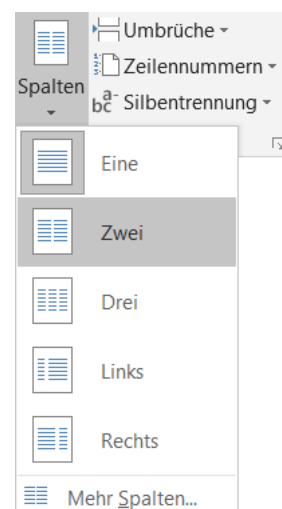 Umbrüche
Zeilennummern
Spalten
Silbentrennung
Eine
Zwei
Drei
Links
Rechts
Mehr Spalten...